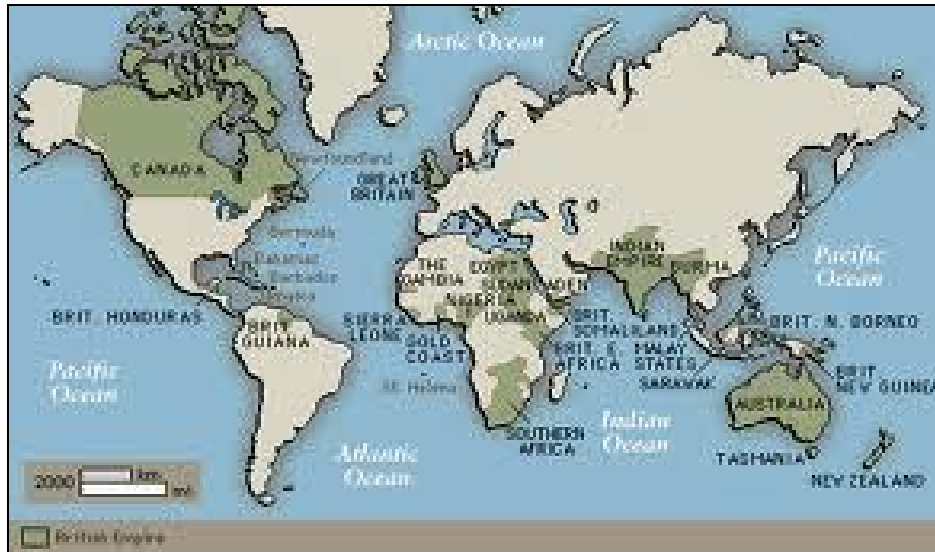 Arctic Ocean
CANADA
Newfoundland
GREAT
BRITAIN
Bermuda
Bahamas
Barbados
Jamaica
BRIT. HONDURAS
BRIT.
GUIANA
THE
GAMBIA
EGYPT
SUDAN
ADEN
NIGERIA
UGANDA
SIERRA
LEONE
GOLD
COAST
St. Helena
BRIT.
SOMALILAND
BRIT. E.
AFRICA
INDIAN
EMPIRE
BURMA
MALAY
STATES
SARAWAK
BRIT. N. BORNEO
BRIT.
NEW GUINEA
Pacific
Ocean
Pacific
Ocean
Atlantic
Ocean
Indian
Ocean
SOUTHERN
AFRICA
AUSTRALIA
TASMANIA
NEW ZEALAND
2000
km.
mi.
British Empire